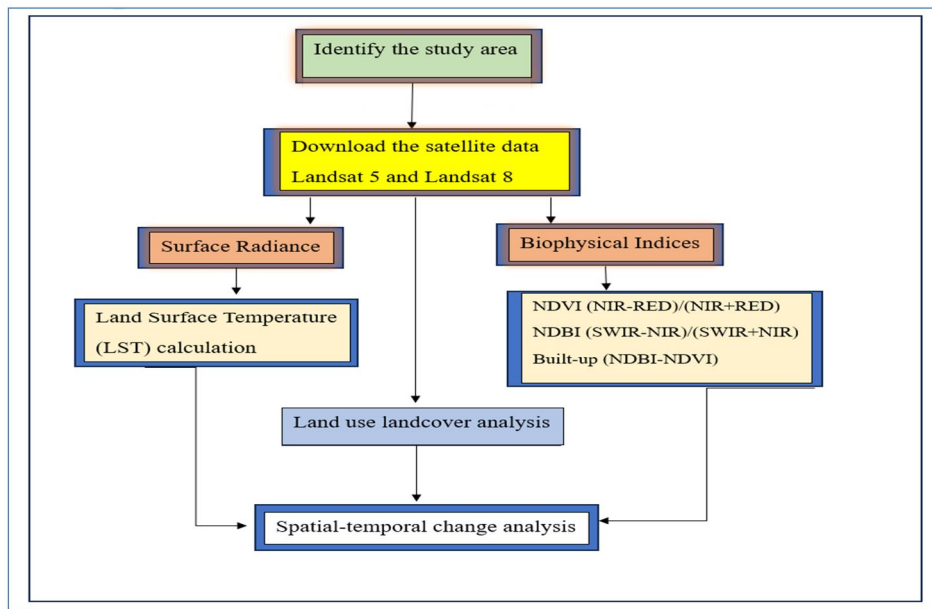 Identify the study area
Download the satellite data
Landsat 5 and Landsat 8
Surface Radiance
Biophysical Indices
Land Surface Temperature
(LST) calculation
NDVI (NIR-RED)/(NIR+RED)
NDBI (SWIR-NIR)/(SWIR+NIR)
Built-up (NDBI-NDVI)
Land use landcover analysis
Spatial-temporal change analysis